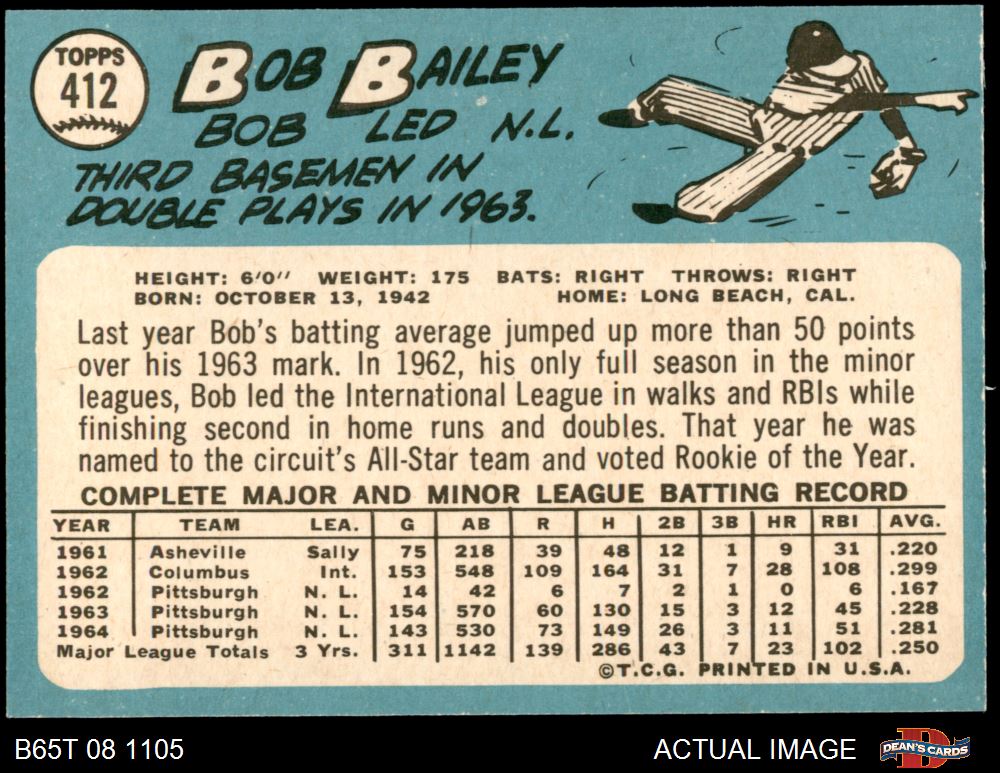 TOPPS
412
BOB BAILEY
BOB LED N.L.
THIRD BASEMEN IN
DOUBLE PLAYS IN 1963.
HEIGHT: 6'0" WEIGHT: 175 BATS: RIGHT THROWS: RIGHT
BORN: OCTOBER 13, 1942 HOME: LONG BEACH, CAL.
Last year Bob's batting average jumped up more than 50 points
over his 1963 mark. In 1962, his only full season in the minor
leagues, Bob led the International League in walks and RBIs while
finishing second in home runs and doubles. That year he was
named to the circuit's All-Star team and voted Rookie of the Year.
COMPLETE MAJOR AND MINOR LEAGUE BATTING RECORD
YEAR TEAM LEA. G AB R H 2B 3B HR RBI AVG.
1961 Asheville Sally 75 218 39 48 12 1 9 31 .220
1962 Columbus Int. 153 548 109 164 31 7 28 108 .299
1962 Pittsburgh N. L. 14 42 6 7 2 1 0 6 .167
1963 Pittsburgh N. L. 154 570 60 130 15 3 12 45 .228
1964 Pittsburgh N. L. 143 530 73 149 26 3 11 51 .281
Major League Totals 3 Yrs. 311 1142 139 286 43 7 23 102 .250
©T.C.G. PRINTED IN U.S.A.
B65T 08 1105 ACTUAL IMAGE DEAN'S CARDS